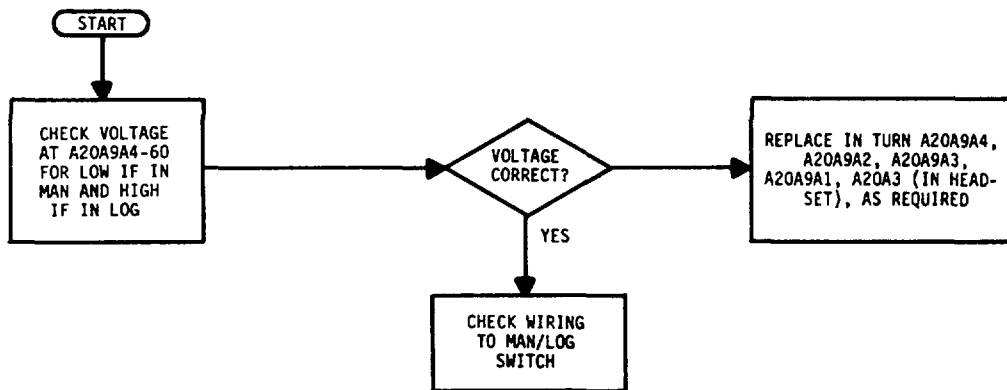 START
CHECK VOLTAGE
AT A20A9A4-60
FOR LOW IF IN
MAN AND HIGH
IF IN LOG
VOLTAGE
CORRECT?
REPLACE IN TURN A20A9A4,
A20A9A2, A20A9A3,
A20A9A1, A20A3 (IN HEAD-
SET), AS REQUIRED
YES
CHECK WIRING
TO MAN/LOG
SWITCH